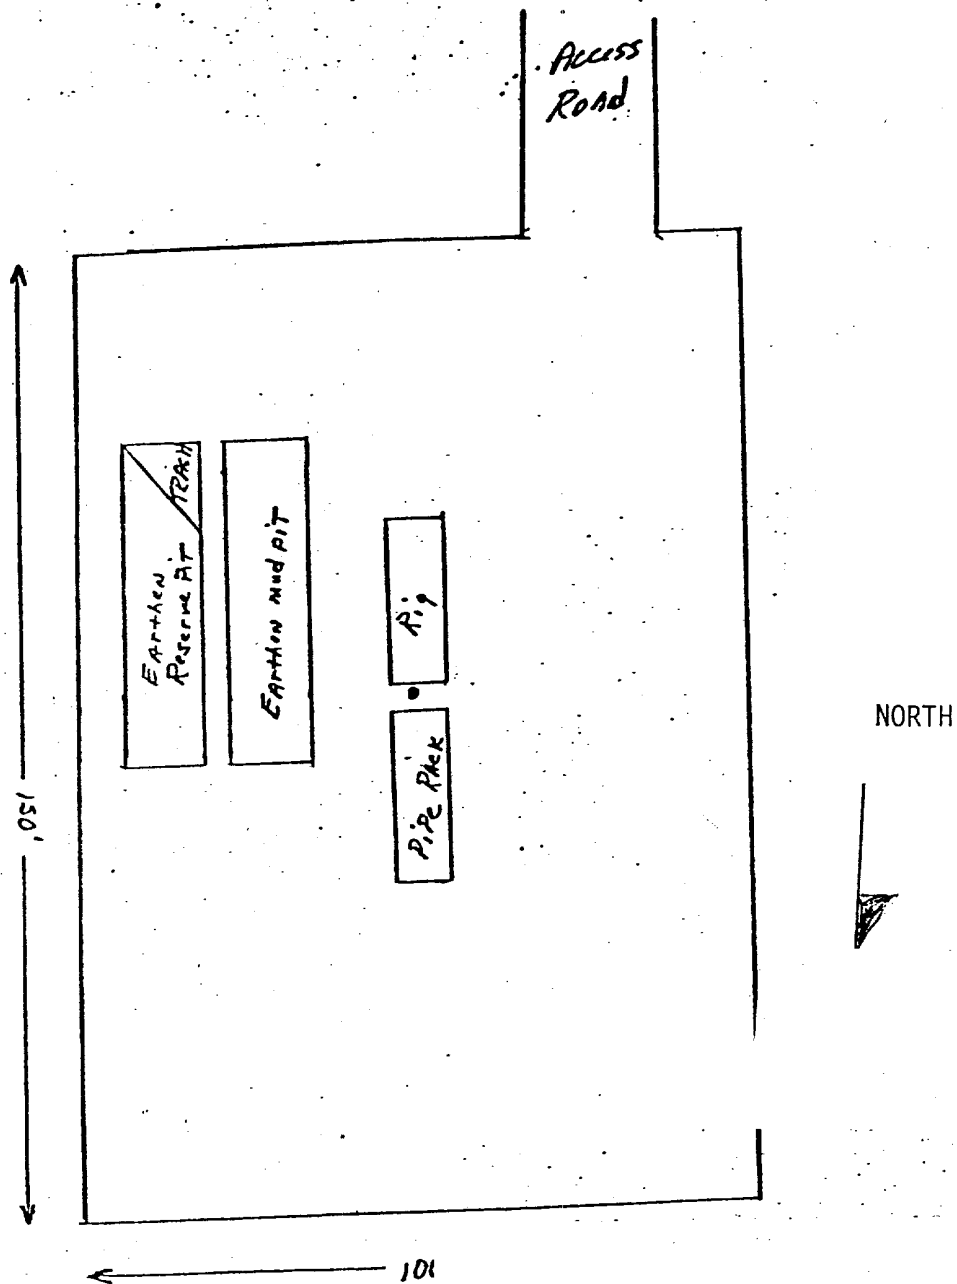 Access
Road
TRASH
Earthen
Reserve Pit
Earthen mud pit
Rig
Pipe Rack
NORTH
150'
101